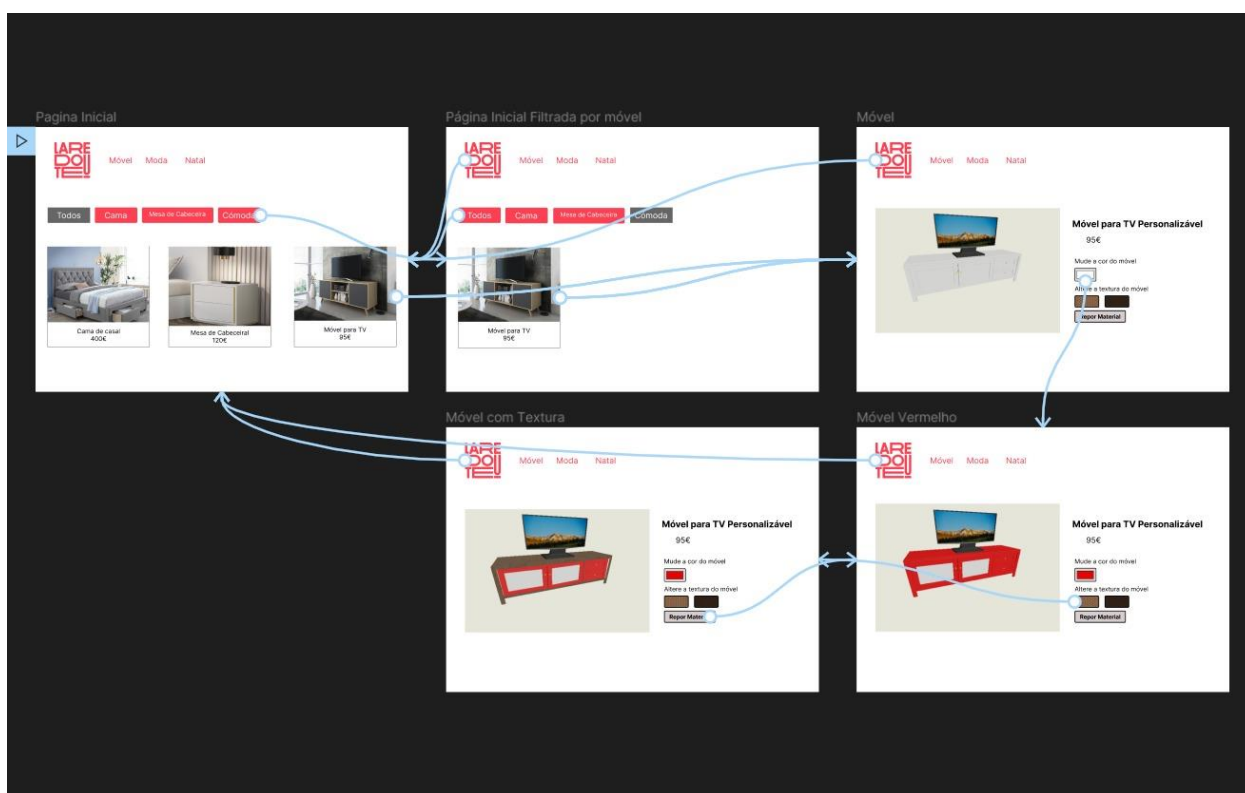 Pagina Inicial
LARE
DOU
TE
Móvel Moda Natal
Todos Cama Mesa de Cabeceira Cómoda
Cama de casal
400€
Mesa de Cabeceiral
120€
Móvel para TV
95€
Página Inicial Filtrada por móvel
LARE
DOU
TE
Móvel Moda Natal
Todos Cama Mesa de Cabeceira Cómoda
Móvel para TV
95€
Móvel
LARE
DOU
TE
Móvel Moda Natal
Móvel para TV Personalizável
95€
Mude a cor do móvel
Altere a textura do móvel
Repor Material
Móvel com Textura
LARE
DOU
TE
Móvel Moda Natal
Móvel para TV Personalizável
95€
Mude a cor do móvel
Altere a textura do móvel
Repor Material
Móvel Vermelho
LARE
DOU
TE
Móvel Moda Natal
Móvel para TV Personalizável
95€
Mude a cor do móvel
Altere a textura do móvel
Repor Material